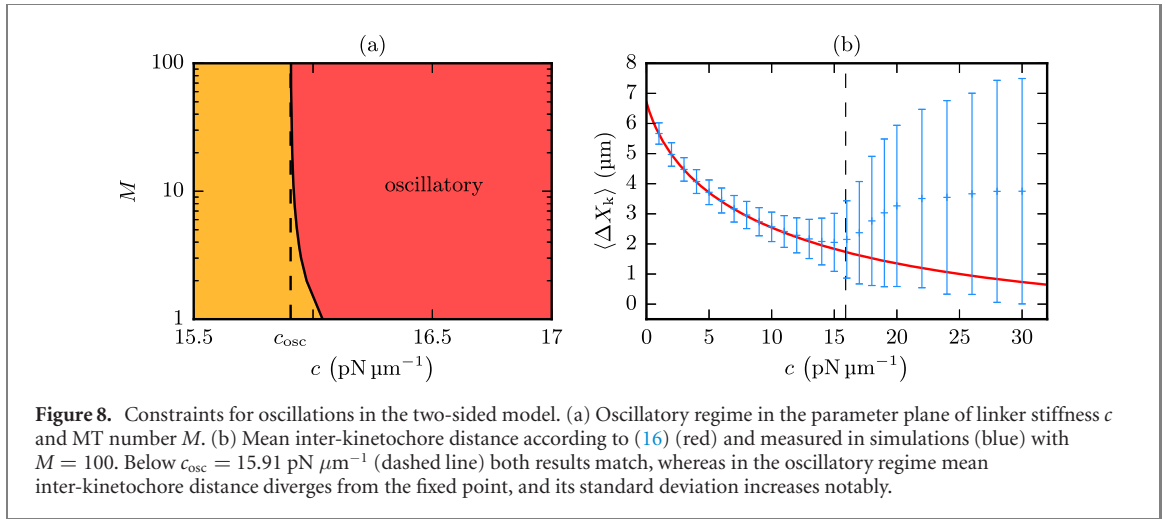 (a)
100
10
1
M
oscillatory
15.5
c_osc
16.5
17
c (pN μm⁻¹)
(b)
8
7
6
5
4
3
2
1
0
⟨ΔX_k⟩ (μm)
0
5
10
15
20
25
30
c (pN μm⁻¹)
Figure 8. Constraints for oscillations in the two-sided model. (a) Oscillatory regime in the parameter plane of linker stiffness c
and MT number M. (b) Mean inter-kinetochore distance according to (16) (red) and measured in simulations (blue) with
M = 100. Below c_osc = 15.91 pN μm⁻¹ (dashed line) both results match, whereas in the oscillatory regime mean
inter-kinetochore distance diverges from the fixed point, and its standard deviation increases notably.